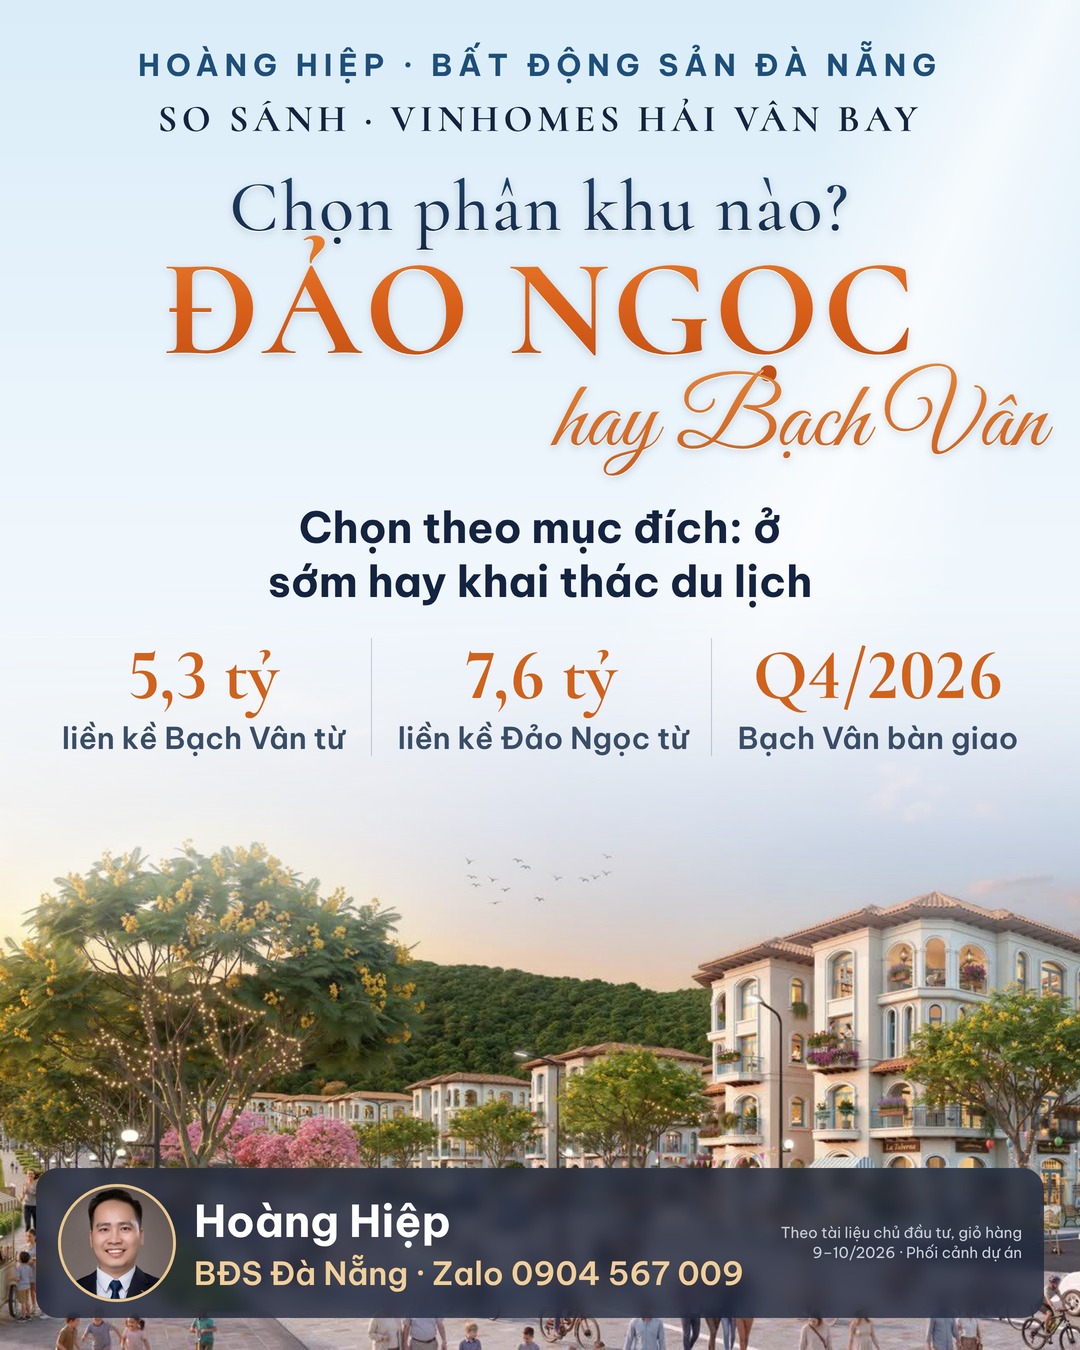 HOÀNG HIỆP · BẤT ĐỘNG SẢN ĐÀ NẴNG
SO SÁNH · VINHOMES HẢI VÂN BAY
Chọn phân khu nào?
ĐẢO NGỌC
hay Bạch Vân
Chọn theo mục đích: ở
sớm hay khai thác du lịch
5,3 tỷ
liền kề Bạch Vân từ
7,6 tỷ
liền kề Đảo Ngọc từ
Q4/2026
Bạch Vân bàn giao
La Taberna
Hoàng Hiệp
BĐS Đà Nẵng · Zalo 0904 567 009
Theo tài liệu chủ đầu tư, giỏ hàng
9–10/2026 · Phối cảnh dự án